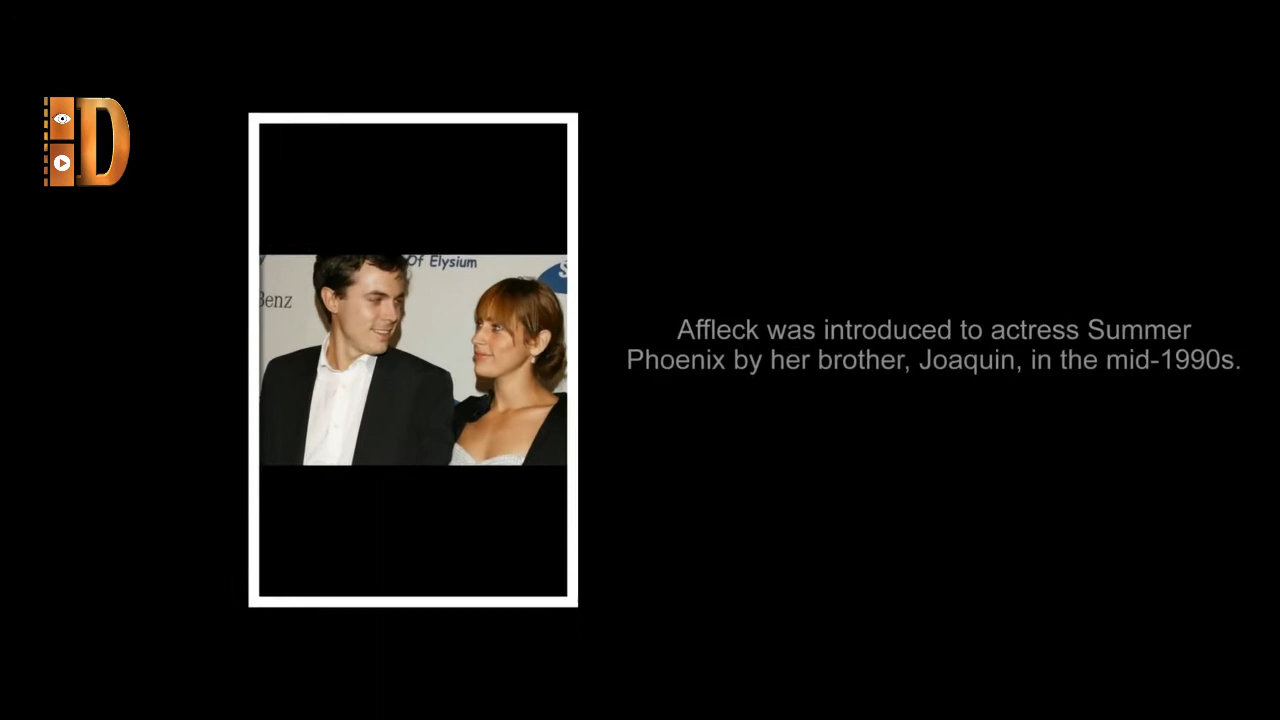 D
Of Elysium
Benz
S
Affleck was introduced to actress Summer
Phoenix by her brother, Joaquin, in the mid-1990s.